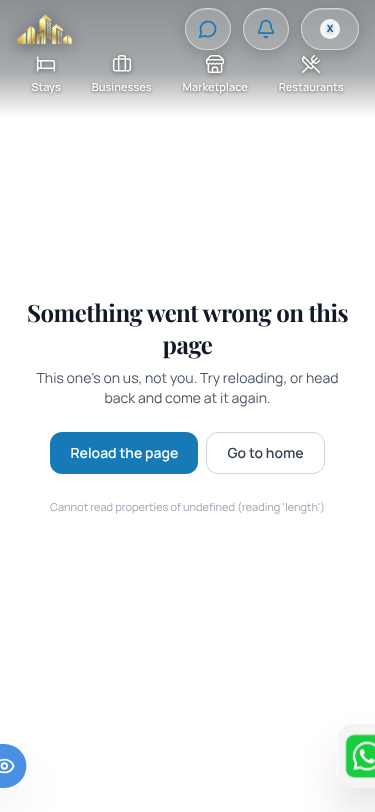 X
Stays
Businesses
Marketplace
Restaurants
Something went wrong on this
page
This one's on us, not you. Try reloading, or head
back and come at it again.
Reload the page
Go to home
Cannot read properties of undefined (reading 'length')